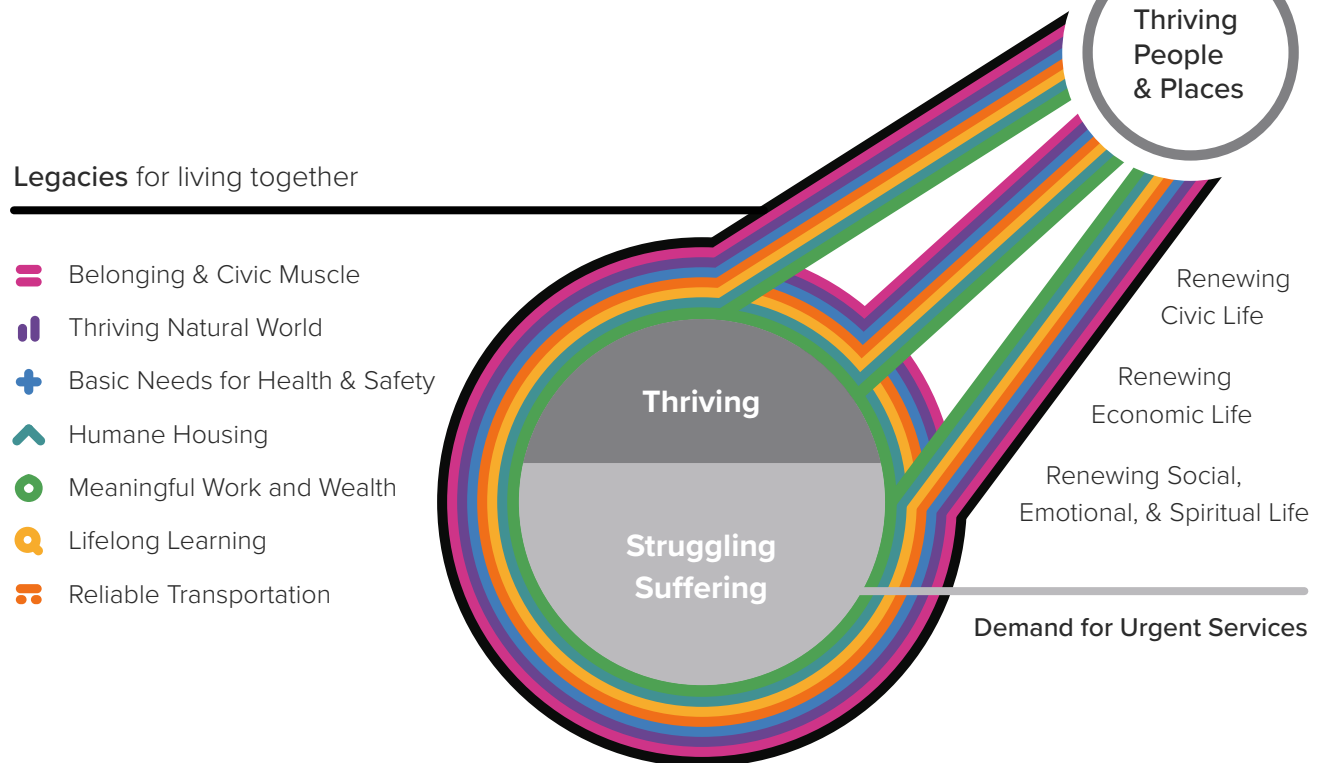 Thriving
People
& Places
Legacies for living together
Belonging & Civic Muscle
Thriving Natural World
Basic Needs for Health & Safety
Humane Housing
Meaningful Work and Wealth
Lifelong Learning
Reliable Transportation
Thriving
Struggling
Suffering
Renewing
Civic Life
Renewing
Economic Life
Renewing Social,
Emotional, & Spiritual Life
Demand for Urgent Services